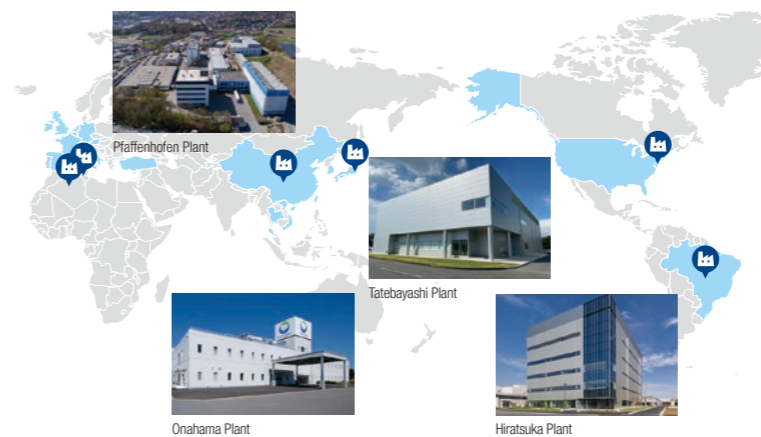 Pfaffenhofen Plant
Tatebayashi Plant
Onahama Plant
Hiratsuka Plant